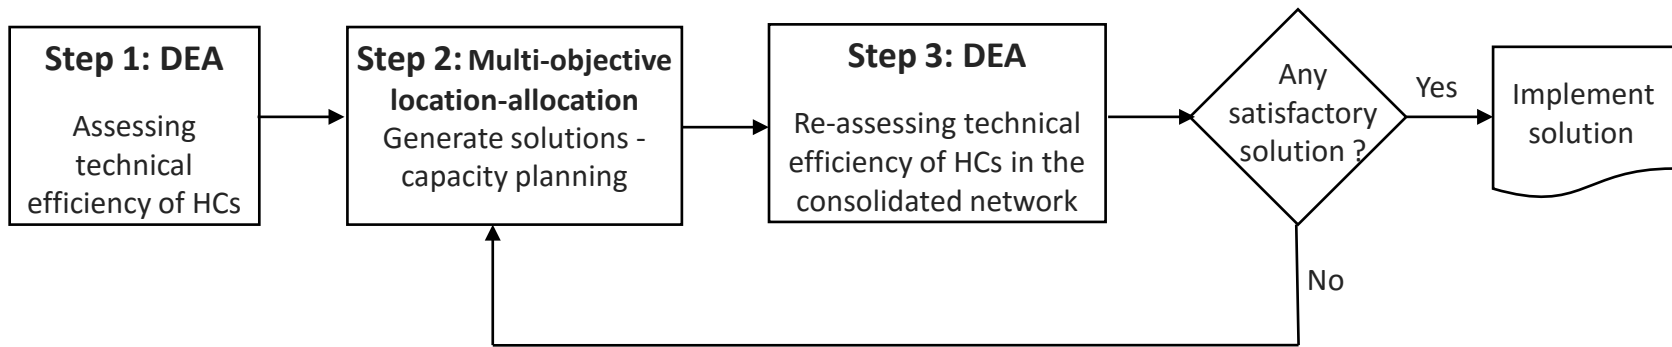 Step 1: DEA
Assessing
technical
efficiency of HCs
Step 2: Multi-objective
location-allocation
Generate solutions -
capacity planning
Step 3: DEA
Re-assessing technical
efficiency of HCs in the
consolidated network
Any
satisfactory
solution ?
Yes
No
Implement
solution